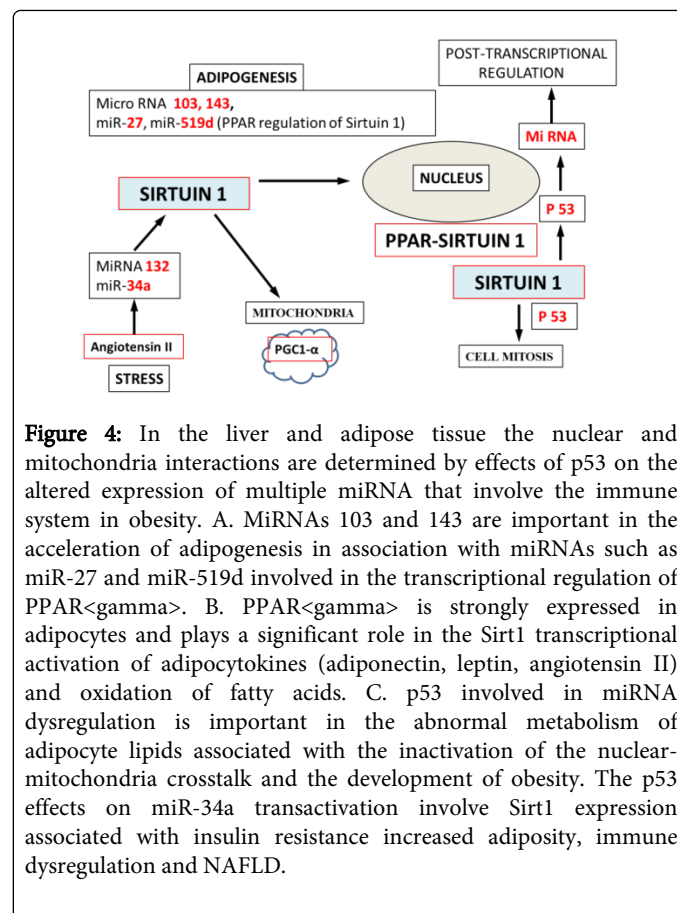 POST-TRANSCRIPTIONAL
REGULATION
ADIPOGENESIS
Micro RNA 103, 143,
miR-27, miR-519d (PPAR regulation of Sirtuin 1)
Mi RNA
NUCLEUS
SIRTUIN 1
P 53
PPAR-SIRTUIN 1
MiRNA 132
miR-34a
SIRTUIN 1
MITOCHONDRIA
P 53
Angiotensin II
PGC1-α
CELL MITOSIS
STRESS
Figure 4: In the liver and adipose tissue the nuclear and
mitochondria interactions are determined by effects of p53 on the
altered expression of multiple miRNA that involve the immune
system in obesity. A. MiRNAs 103 and 143 are important in the
acceleration of adipogenesis in association with miRNAs such as
miR-27 and miR-519d involved in the transcriptional regulation of
PPAR<gamma>. B. PPAR<gamma> is strongly expressed in
adipocytes and plays a significant role in the Sirt1 transcriptional
activation of adipocytokines (adiponectin, leptin, angiotensin II)
and oxidation of fatty acids. C. p53 involved in miRNA
dysregulation is important in the abnormal metabolism of
adipocyte lipids associated with the inactivation of the nuclear-
mitochondria crosstalk and the development of obesity. The p53
effects on miR-34a transactivation involve Sirt1 expression
associated with insulin resistance increased adiposity, immune
dysregulation and NAFLD.